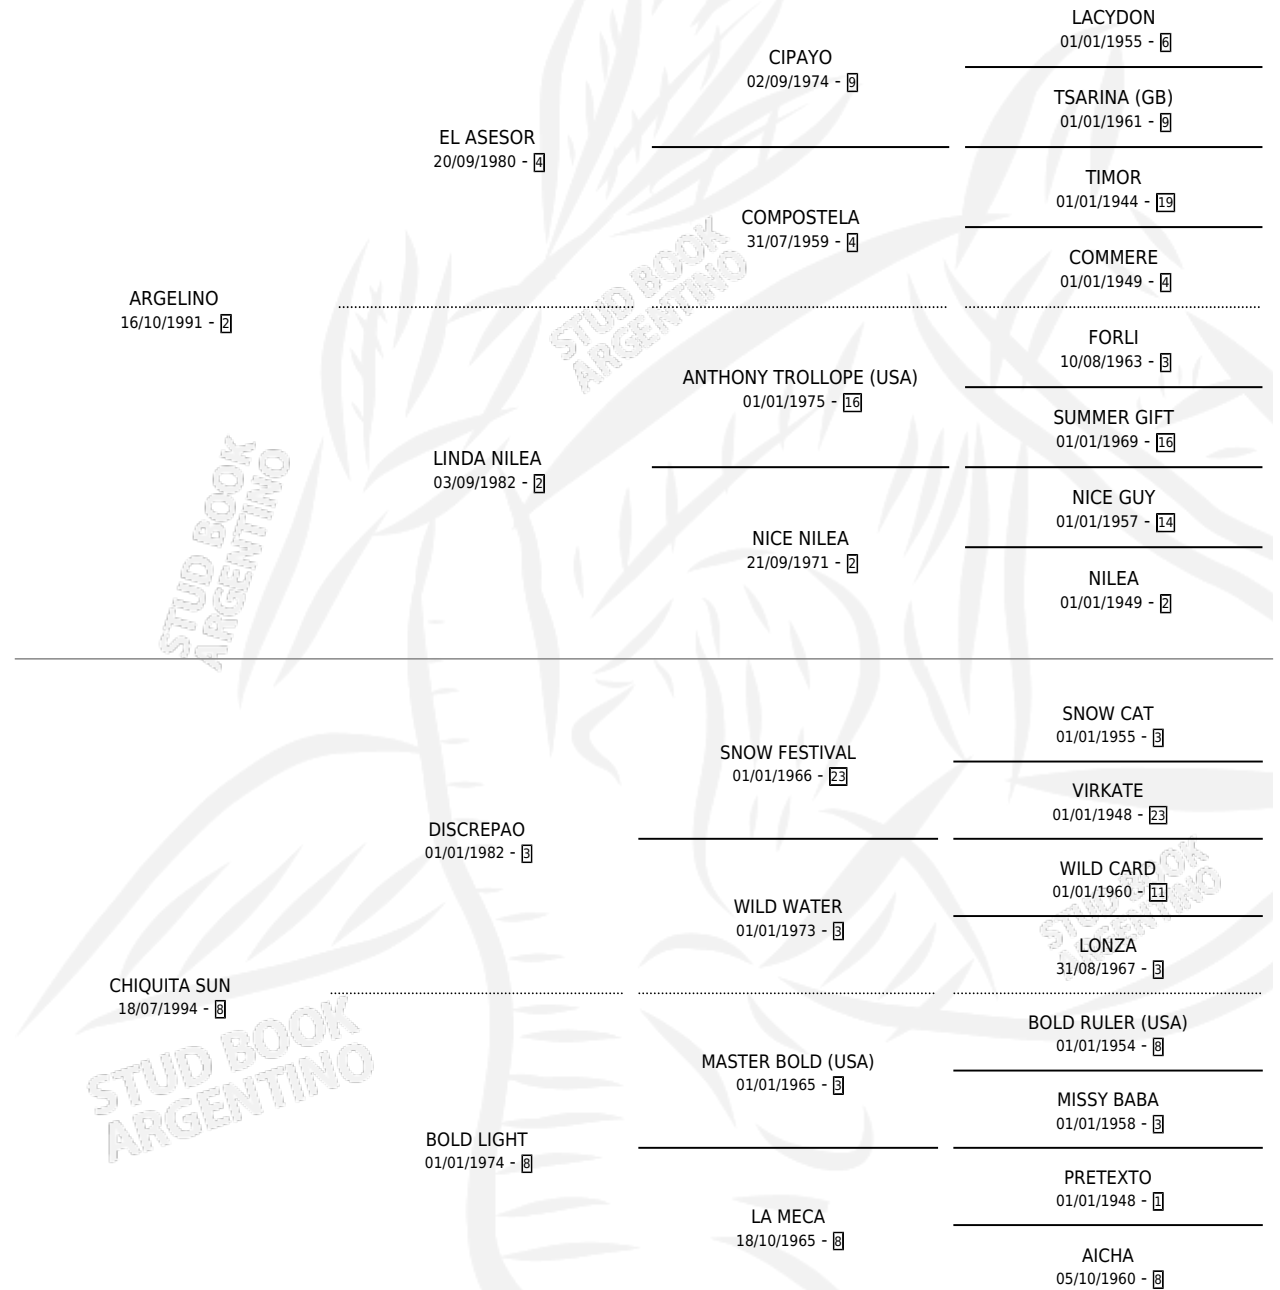 LACYDON
01/01/1955 - 6
CIPAYO
02/09/1974 - 9
TSARINA (GB)
01/01/1961 - 9
EL ASESOR
20/09/1980 - 4
TIMOR
01/01/1944 - 19
COMPOSTELA
31/07/1959 - 4
COMMERE
01/01/1949 - 4
ARGELINO
16/10/1991 - 2
FORLI
10/08/1963 - 3
ANTHONY TROLLOPE (USA)
01/01/1975 - 16
SUMMER GIFT
01/01/1969 - 16
LINDA NILEA
03/09/1982 - 2
NICE GUY
01/01/1957 - 14
NICE NILEA
21/09/1971 - 2
NILEA
01/01/1949 - 2
STUD BOOK
ARGENTINO
STUD BOOK
ARGENTINO
SNOW CAT
01/01/1955 - 3
SNOW FESTIVAL
01/01/1966 - 23
VIRKATE
01/01/1948 - 23
DISCREPAO
01/01/1982 - 3
WILD CARD
01/01/1960 - 11
WILD WATER
01/01/1973 - 3
LONZA
31/08/1967 - 3
STUD BOOK
ARGENTINO
CHIQUITA SUN
18/07/1994 - 8
BOLD RULER (USA)
01/01/1954 - 8
MASTER BOLD (USA)
01/01/1965 - 3
MISSY BABA
01/01/1958 - 3
BOLD LIGHT
01/01/1974 - 8
PRETEXTO
01/01/1948 - 1
LA MECA
18/10/1965 - 8
AICHA
05/10/1960 - 8
STUD BOOK
ARGENTINO